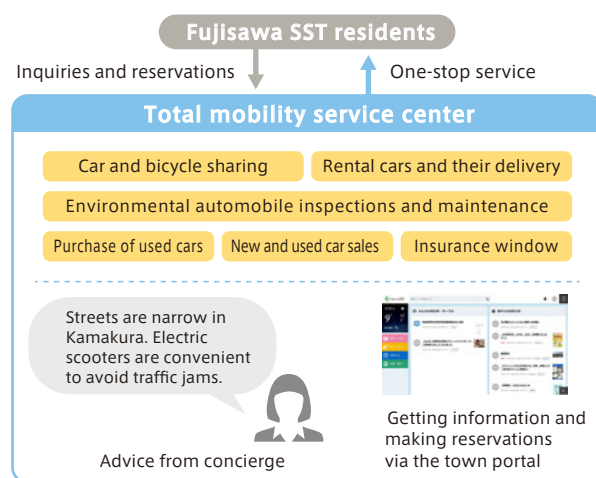 Fujisawa SST residents
Inquiries and reservations
One-stop service
Total mobility service center
Car and bicycle sharing
Rental cars and their delivery
Environmental automobile inspections and maintenance
Purchase of used cars
New and used car sales
Insurance window
Streets are narrow in
Kamakura. Electric
scooters are convenient
to avoid traffic jams.
Advice from concierge
Getting information and
making reservations
via the town portal